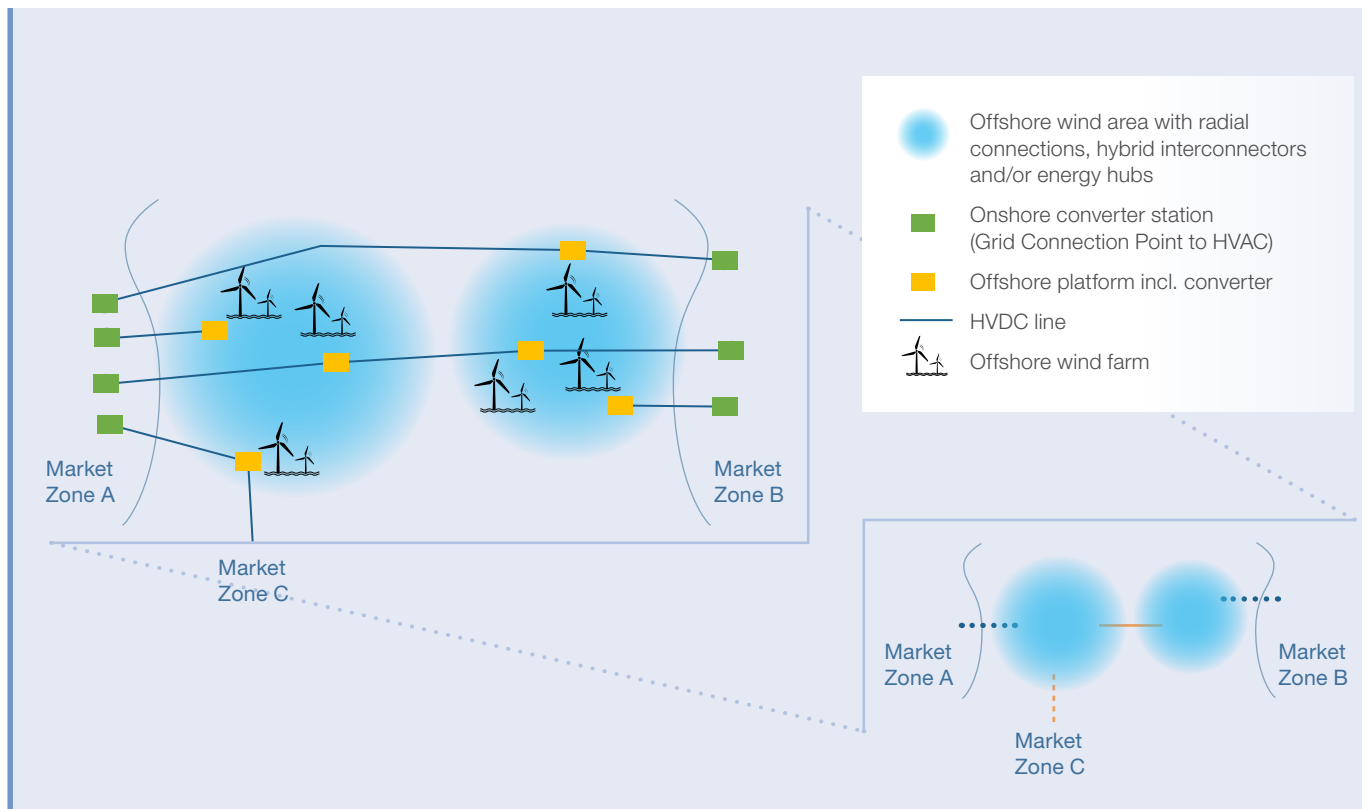 Offshore wind area with radial
connections, hybrid interconnectors
and/or energy hubs
Onshore converter station
(Grid Connection Point to HVAC)
Offshore platform incl. converter
HVDC line
Offshore wind farm
Market
Zone A
Market
Zone B
Market
Zone C
Market
Zone A
Market
Zone B
Market
Zone C